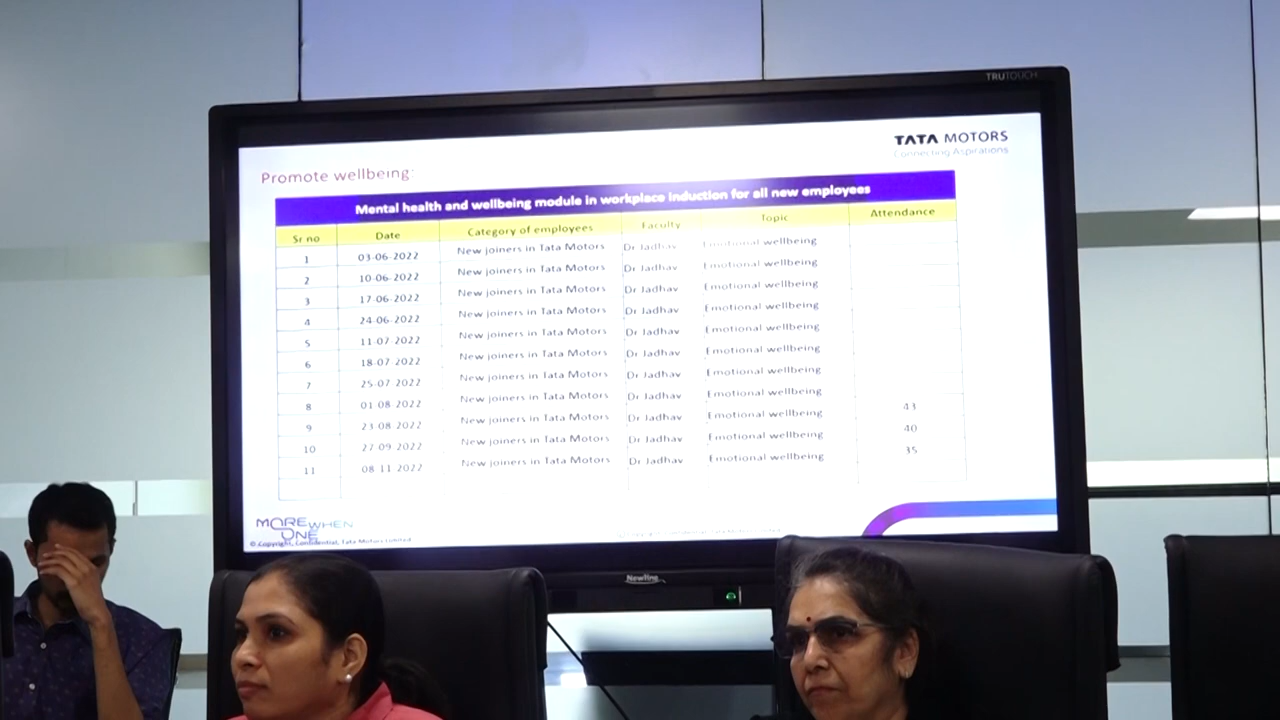 TRUTOUCH
TATA MOTORS
Connecting Aspirations
Promote wellbeing:
Mental health and wellbeing module in workplace induction for all new employees
Sr no Date Category of employees Faculty Topic Attendance
1 03-06-2022 New joiners in Tata Motors Dr Jadhav Emotional wellbeing
2 10-06-2022 New joiners in Tata Motors Dr Jadhav Emotional wellbeing
3 17-06-2022 New joiners in Tata Motors Dr Jadhav Emotional wellbeing
4 24-06-2022 New joiners in Tata Motors Dr Jadhav Emotional wellbeing
5 11-07-2022 New joiners in Tata Motors Dr Jadhav Emotional wellbeing
6 18-07-2022 New joiners in Tata Motors Dr Jadhav Emotional wellbeing
7 25-07-2022 New joiners in Tata Motors Dr Jadhav Emotional wellbeing
8 01-08-2022 New joiners in Tata Motors Dr Jadhav Emotional wellbeing
9 23-08-2022 New joiners in Tata Motors Dr Jadhav Emotional wellbeing 43
10 27-09-2022 New joiners in Tata Motors Dr Jadhav Emotional wellbeing 40
11 08-11-2022 New joiners in Tata Motors Dr Jadhav Emotional wellbeing 35
MORE WHEN
ONE
© Copyright, Confidential, Tata Motors Limited
Newline